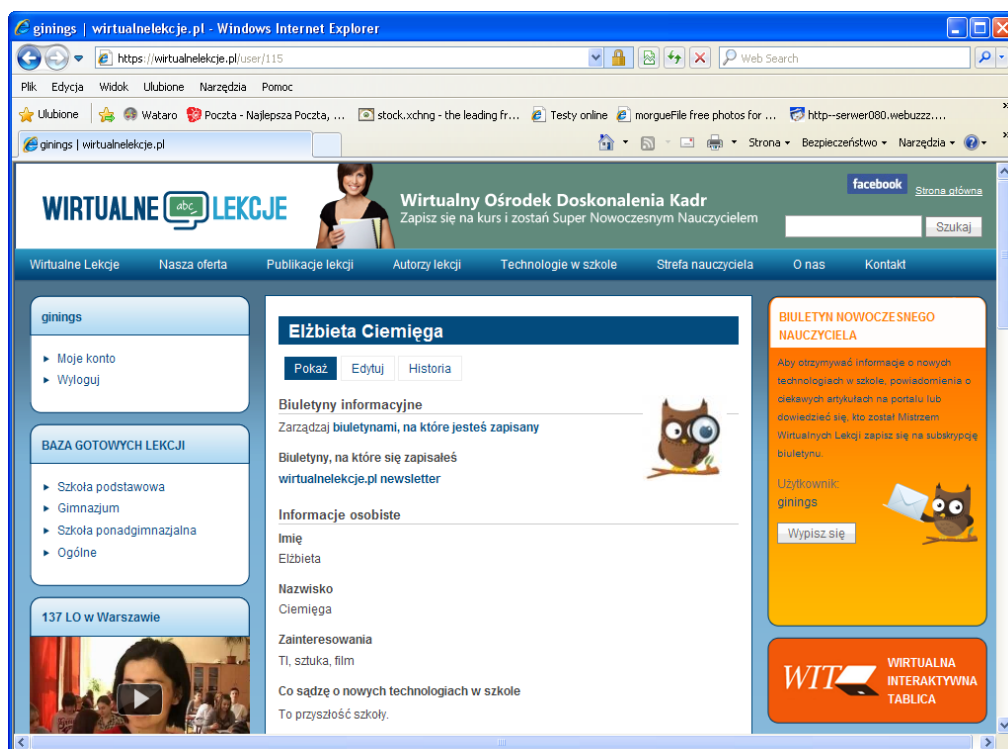 ginings | wirtualnelekcje.pl - Windows Internet Explorer
https://wirtualnelekcje.pl/user/115
Web Search
Plik Edycja Widok Ulubione Narzędzia Pomoc
Ulubione Wataro Poczta - Najlepsza Poczta, ... stock.xchng - the leading fr... Testy online morgueFile free photos for ... http--serwer080.webuzzz....
ginings | wirtualnelekcje.pl
Strona Bezpieczeństwo Narzędzia
WIRTUALNE abc LEKCJE
Wirtualny Ośrodek Doskonalenia Kadr
Zapisz się na kurs i zostań Super Nowoczesnym Nauczycielem
facebook Strona główna
Szukaj
Wirtualne Lekcje Nasza oferta Publikacje lekcji Autorzy lekcji Technologie w szkole Strefa nauczyciela O nas Kontakt
ginings
Moje konto
Wyloguj
BAZA GOTOWYCH LEKCJI
Szkoła podstawowa
Gimnazjum
Szkoła ponadgimnazjalna
Ogólne
137 LO w Warszawie
Elżbieta Ciemięga
Pokaż Edytuj Historia
Biuletyny informacyjne
Zarządzaj biuletynami, na które jesteś zapisany
Biuletyny, na które się zapisałeś
wirtualnelekcje.pl newsletter
Informacje osobiste
Imię
Elżbieta
Nazwisko
Ciemięga
Zainteresowania
TI, sztuka, film
Co sądzę o nowych technologiach w szkole
To przyszłość szkoły.
BIULETYN NOWOCZESNEGO
NAUCZYCIELA
Aby otrzymywać informacje o nowych
technologiach w szkole, powiadomienia o
ciekawych artykułach na portalu lub
dowiedzieć się, kto został Mistrzem
Wirtualnych Lekcji zapisz się na subskrypcję
biuletynu.
Użytkownik:
ginings
Wypisz się
WIT
WIRTUALNA
INTERAKTYWNA
TABLICA